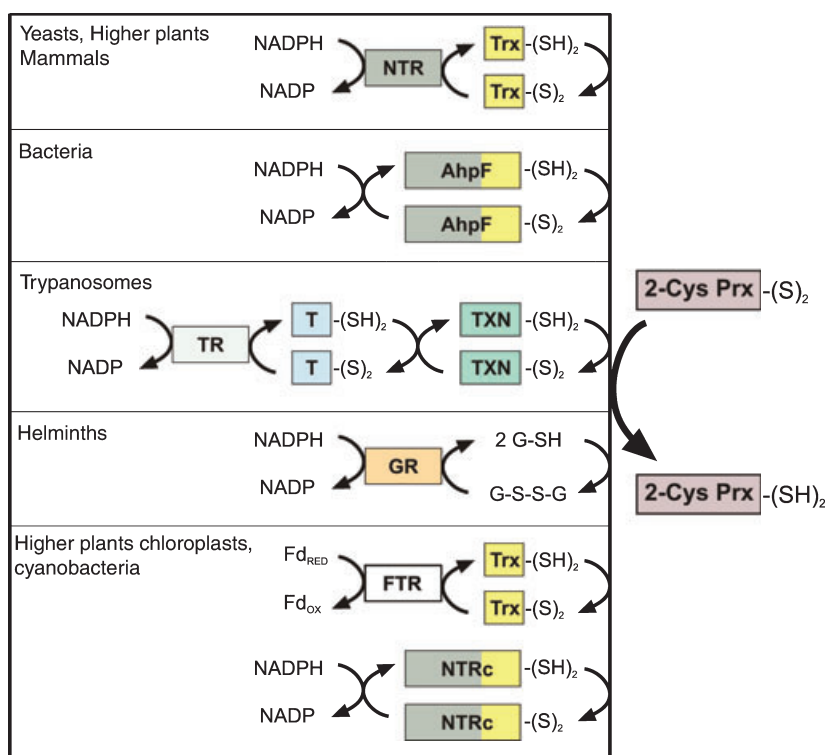 Yeasts, Higher plants
Mammals
NADPH
NADP
NTR
Trx-(SH)₂
Trx-(S)₂
Bacteria
NADPH
NADP
AhpF-(SH)₂
AhpF-(S)₂
Trypanosomes
NADPH
NADP
TR
T-(SH)₂
T-(S)₂
TXN-(SH)₂
TXN-(S)₂
Helminths
NADPH
NADP
GR
2 G-SH
G-S-S-G
Higher plants chloroplasts,
cyanobacteria
Fd_RED
Fd_OX
FTR
Trx-(SH)₂
Trx-(S)₂
NADPH
NADP
NTRc-(SH)₂
NTRc-(S)₂
2-Cys Prx-(S)₂
2-Cys Prx-(SH)₂